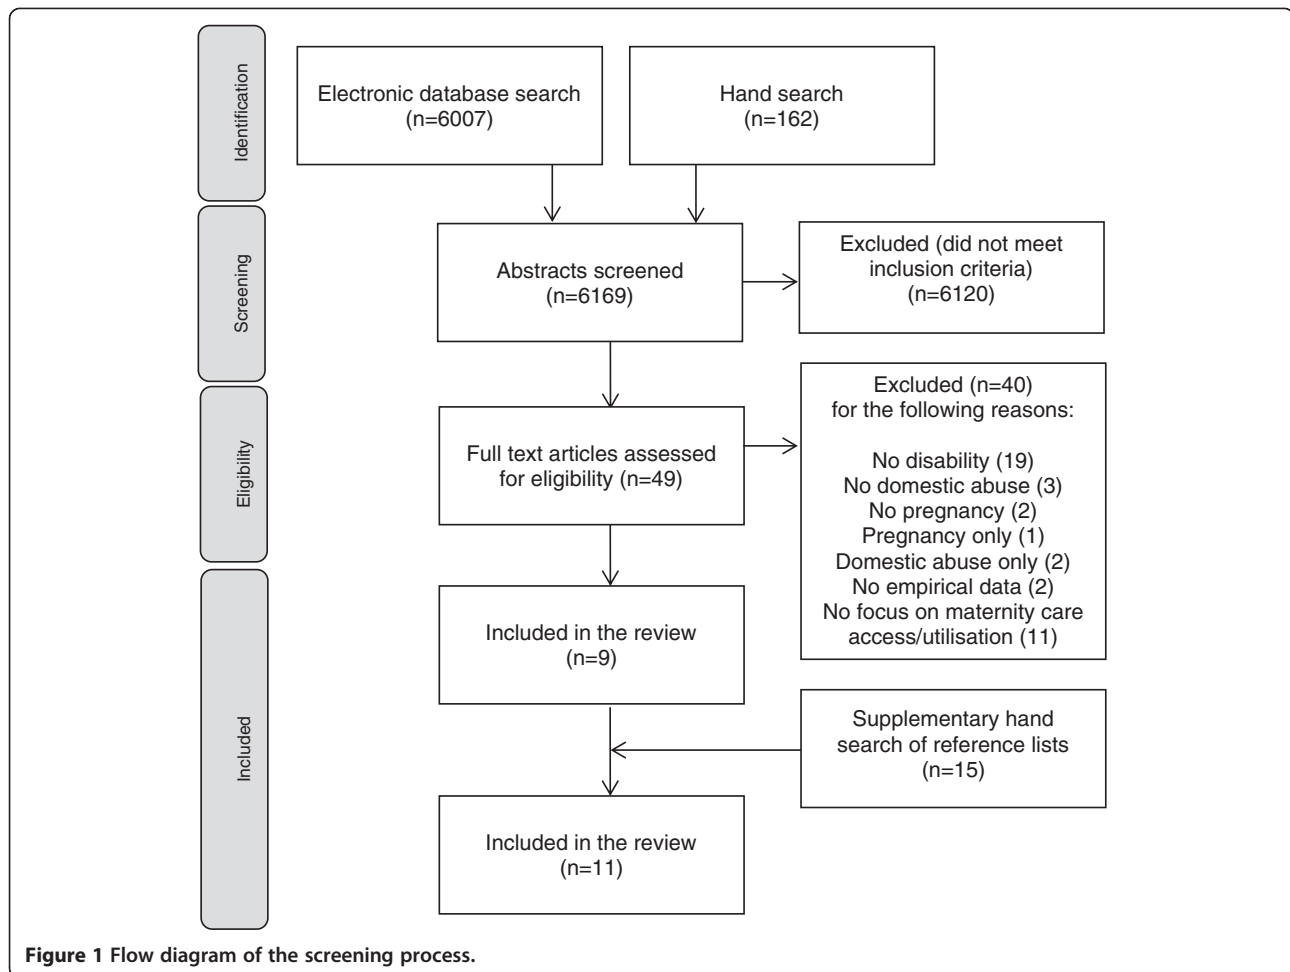 Identification
Electronic database search
(n=6007)
Hand search
(n=162)
Screening
Abstracts screened
(n=6169)
Excluded (did not meet
inclusion criteria)
(n=6120)
Eligibility
Full text articles assessed
for eligibility (n=49)
Excluded (n=40)
for the following reasons:
No disability (19)
No domestic abuse (3)
No pregnancy (2)
Pregnancy only (1)
Domestic abuse only (2)
No empirical data (2)
No focus on maternity care
access/utilisation (11)
Included
Included in the review
(n=9)
Supplementary hand
search of reference lists
(n=15)
Included in the review
(n=11)
Figure 1 Flow diagram of the screening process.